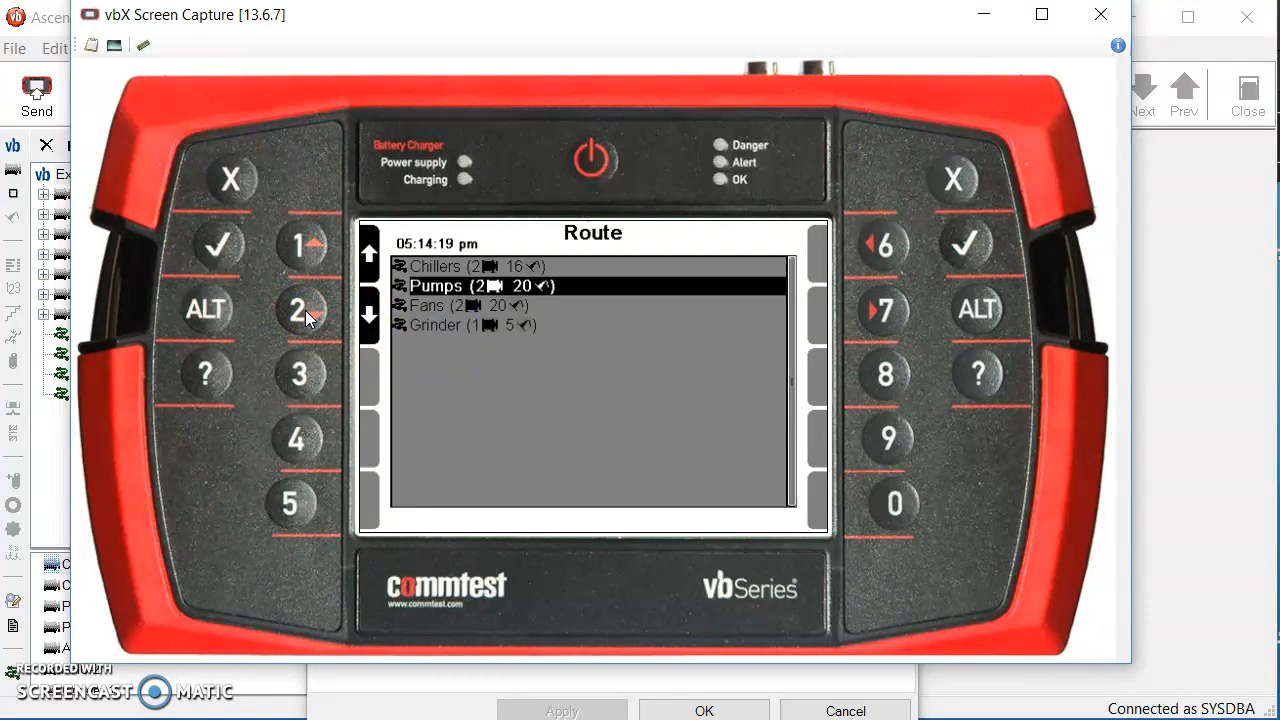 Ascen
vbX Screen Capture [13.6.7]
File Edit
Send
Next Prev Close
vb
vb Ex
Battery Charger
Power supply
Charging
Danger
Alert
OK
X
X
1
6
ALT
2
7
ALT
?
3
8
?
4
9
5
0
Route
05:14:19 pm
Chillers (2 16)
Pumps (2 20)
Fans (2 20)
Grinder (1 5)
commtest
www.commtest.com
vbSeries®
C
C
P
P
A
RECORDED WITH
SCREENCAST MATIC
Apply OK Cancel
Connected as SYSDBA